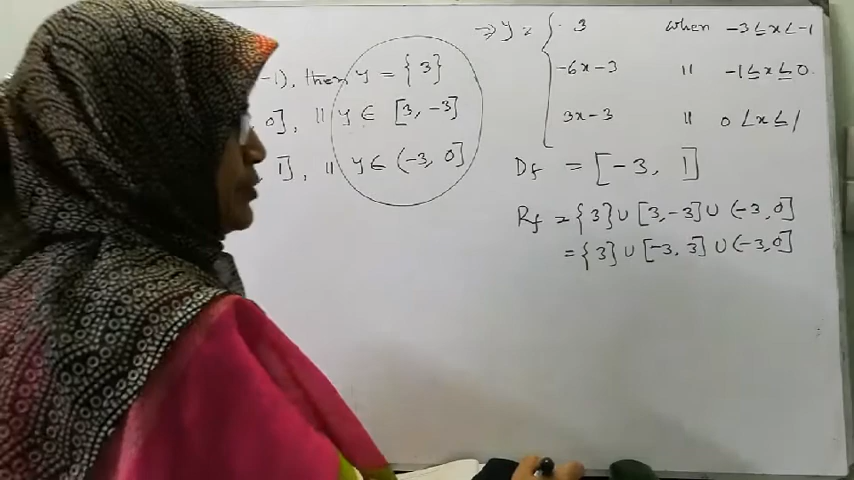 -1), then y = {3}
0], " y ∈ [3, -3]
1], " y ∈ (-3, 0]
⇒ y = { 3 when -3 ≤ x < -1
-6x - 3 " -1 ≤ x ≤ 0
3x - 3 " 0 < x ≤ 1
Df = [-3, 1]
Rf = {3} ∪ [3, -3] ∪ (-3, 0]
= {3} ∪ [-3, 3] ∪ (-3, 0]